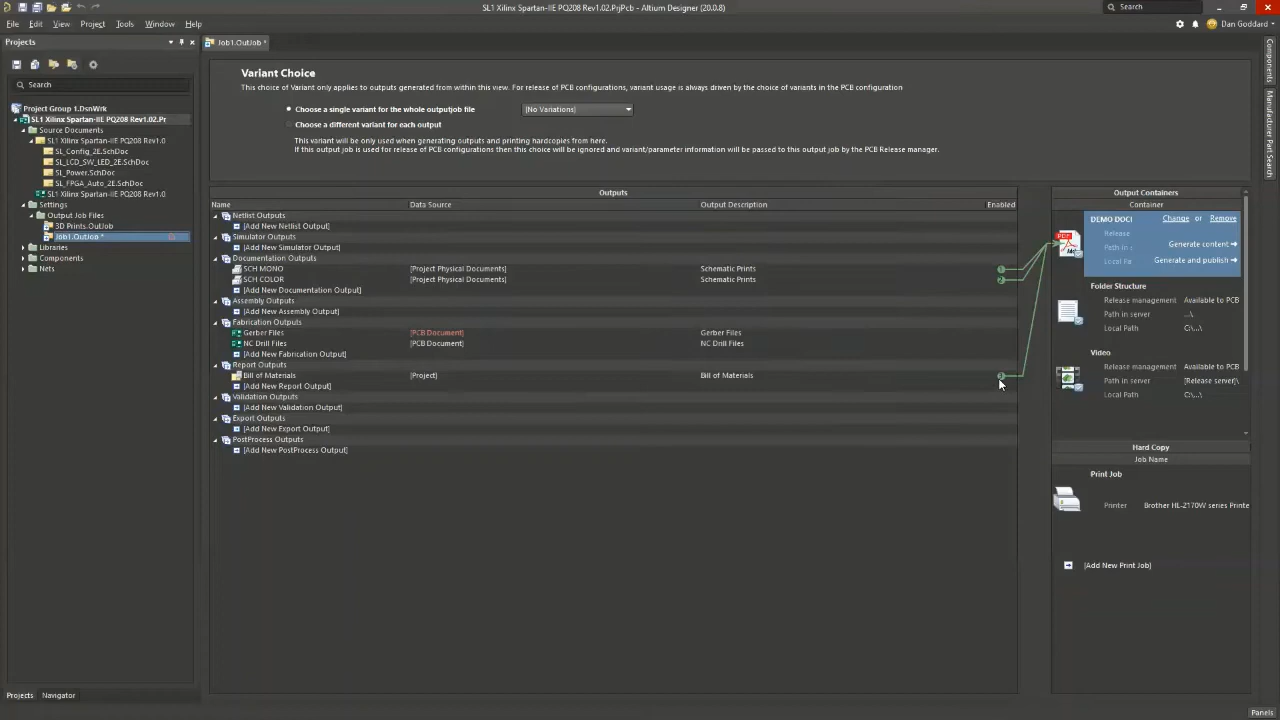 SL1 Xilinx Spartan-IIE PQ208 Rev1.02.PrjPcb - Altium Designer (20.0.8)
Search
File Edit View Project Tools Window Help
Dan Goddard
Projects
Job1.OutJob *
Search
Project Group 1.DsnWrk
SL1 Xilinx Spartan-IIE PQ208 Rev1.02.Pr
Source Documents
SL1 Xilinx Spartan-IIE PQ208 Rev1.0
SL_Config_2E.SchDoc
SL_LCD_SW_LED_2E.SchDoc
SL_Power.SchDoc
SL_FPGA_Auto_2E.SchDoc
SL1 Xilinx Spartan-IIE PQ208 Rev1.0
Settings
Output Job Files
3D Prints.OutJob
Job1.OutJob *
Libraries
Components
Nets
Variant Choice
This choice of Variant only applies to outputs generated from within this view. For release of PCB configurations, variant usage is always driven by the choice of variants in the PCB configuration
Choose a single variant for the whole outputjob file [No Variations]
Choose a different variant for each output
This variant will be only used when generating outputs and printing hardcopies from here.
If this output job is used for release of PCB configurations then this choice will be ignored and variant/parameter information will be passed to this output job by the PCB Release manager.
Outputs
Name Data Source Output Description Enabled
Netlist Outputs
[Add New Netlist Output]
Simulator Outputs
[Add New Simulator Output]
Documentation Outputs
SCH MONO [Project Physical Documents] Schematic Prints 1
SCH COLOR [Project Physical Documents] Schematic Prints 2
[Add New Documentation Output]
Assembly Outputs
[Add New Assembly Output]
Fabrication Outputs
Gerber Files [PCB Document] Gerber Files
NC Drill Files [PCB Document] NC Drill Files
[Add New Fabrication Output]
Report Outputs
Bill of Materials [Project] Bill of Materials
[Add New Report Output]
Validation Outputs
[Add New Validation Output]
Export Outputs
[Add New Export Output]
PostProcess Outputs
[Add New PostProcess Output]
Output Containers
Container
PDF
DEMO DOCI Change or Remove
Release
Path in s Generate content
Local Pa Generate and publish
Folder Structure
Release management Available to PCB
Path in server ...\
Local Path C:\...\
Video
Release management Available to PCB
Path in server [Release server]\
Local Path C:\...\
Hard Copy
Job Name
Print Job
Printer Brother HL-2170W series Printe
[Add New Print Job]
Components
Manufacturer Part Search
Projects Navigator
Panels